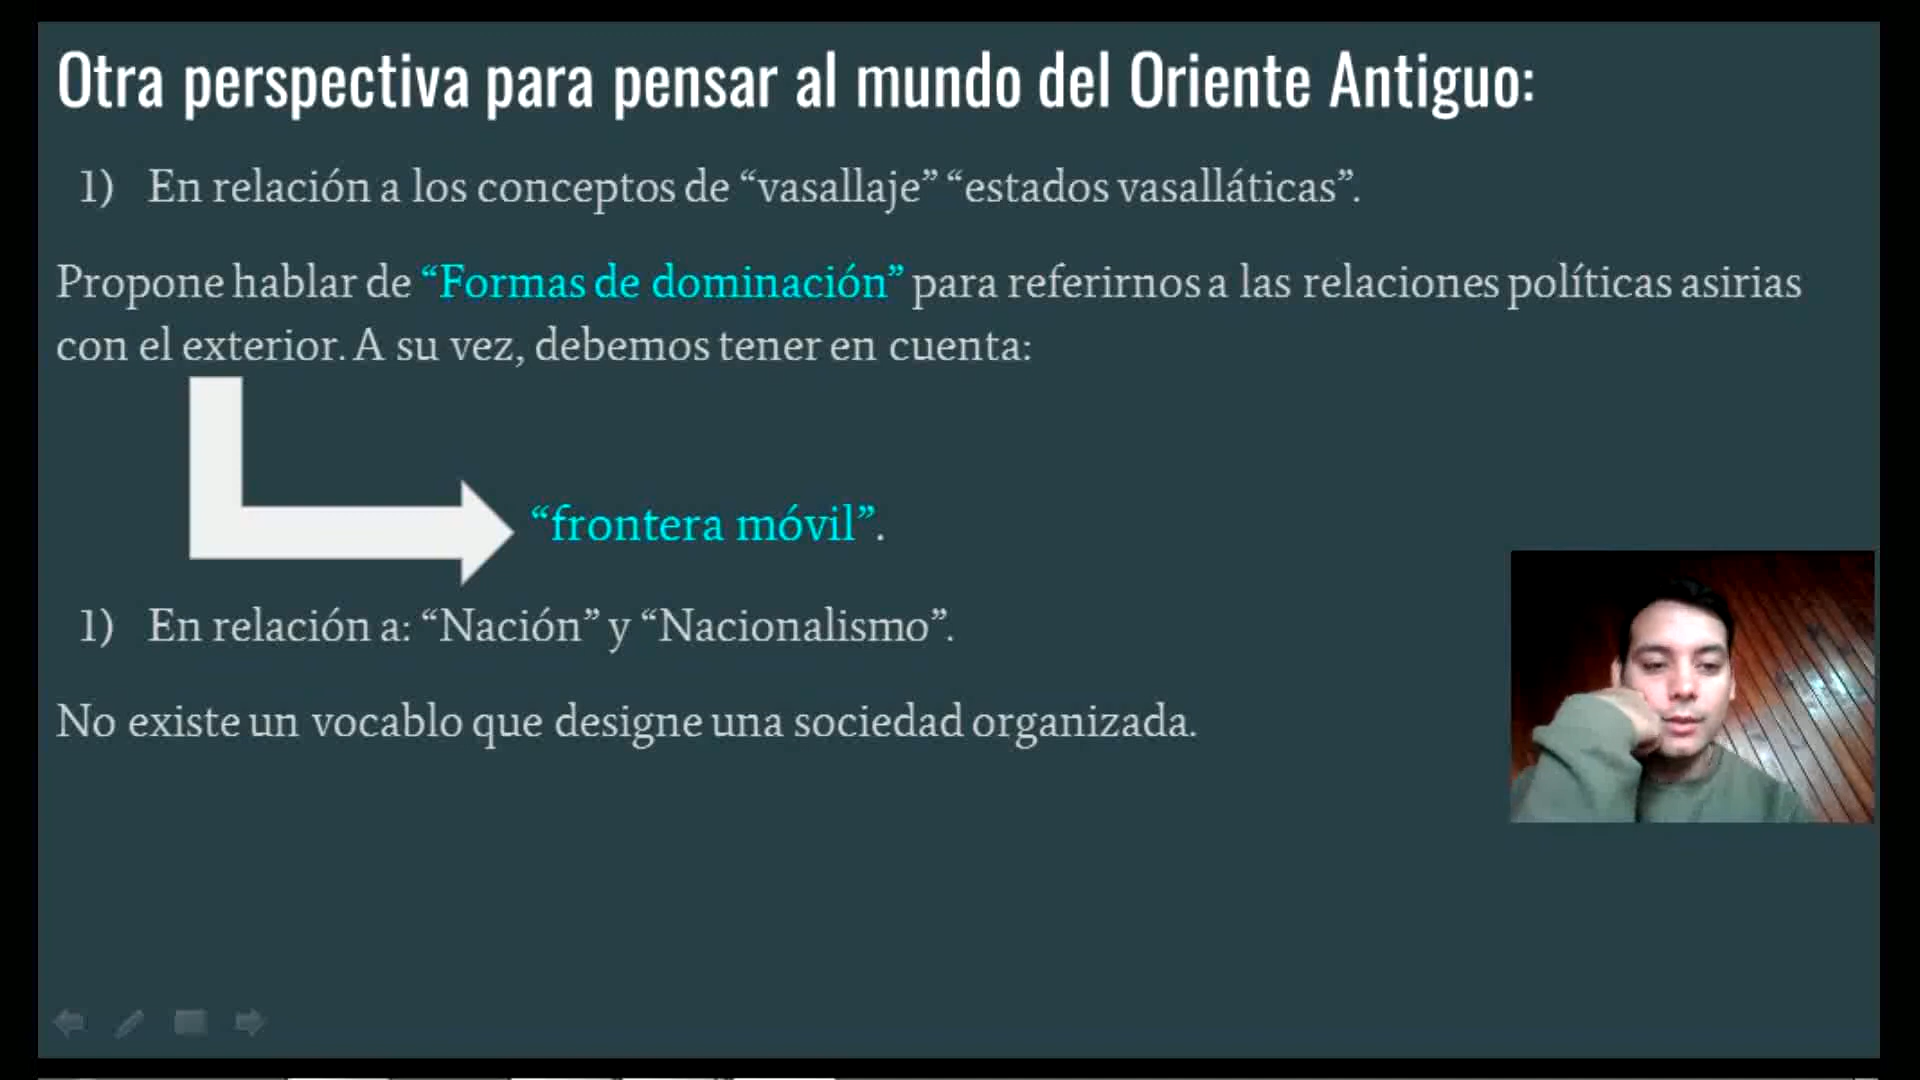 Otra perspectiva para pensar al mundo del Oriente Antiguo:
1) En relación a los conceptos de “vasallaje” “estados vasalláticas”.
Propone hablar de “Formas de dominación” para referirnos a las relaciones políticas asirias
con el exterior. A su vez, debemos tener en cuenta:
“frontera móvil”.
1) En relación a: “Nación” y “Nacionalismo”.
No existe un vocablo que designe una sociedad organizada.